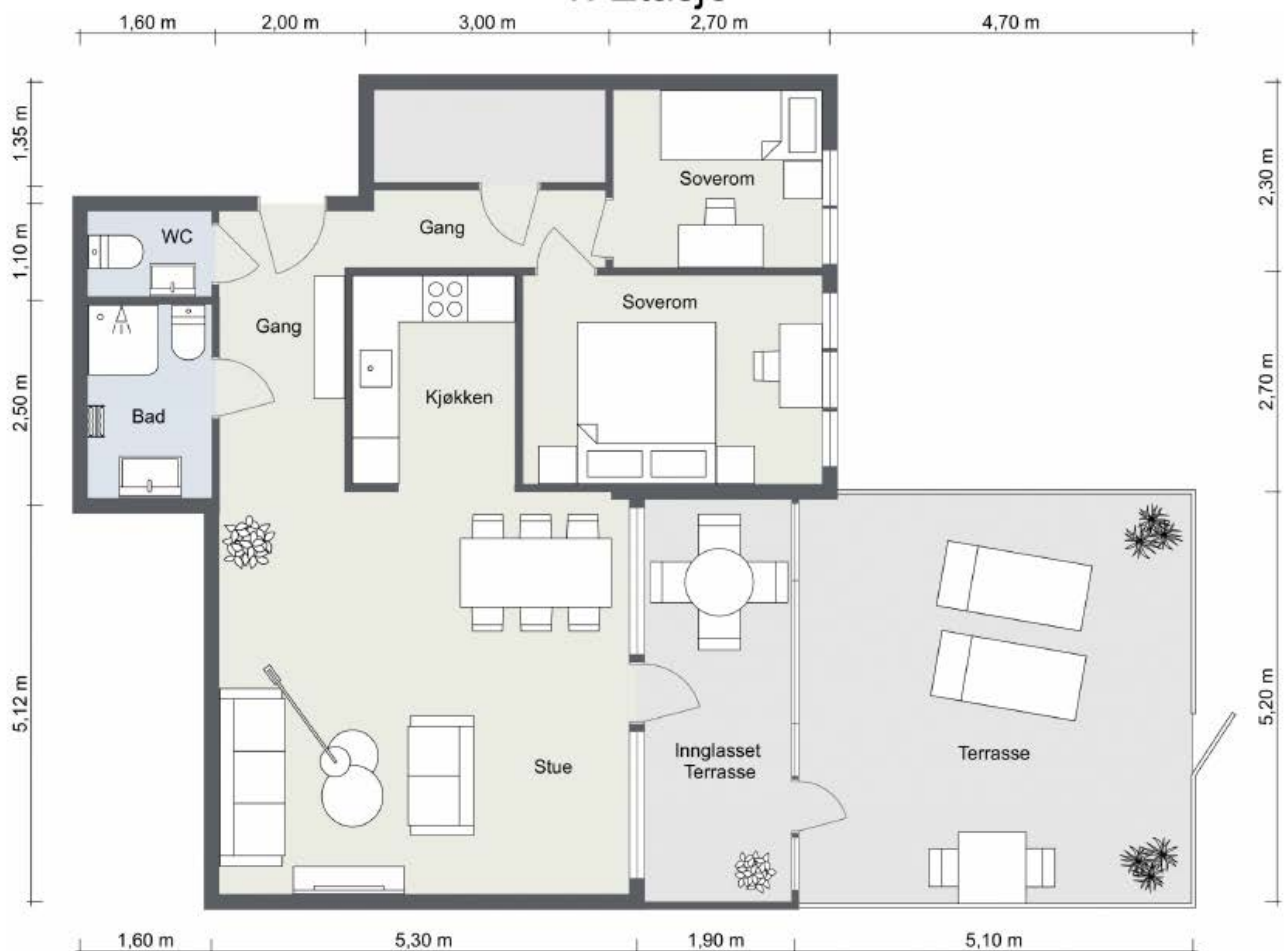 1,60 m
2,00 m
3,00 m
2,70 m
4,70 m
1,35 m
1,10 m
2,50 m
5,12 m
2,30 m
2,70 m
5,20 m
Soverom
WC
Gang
Soverom
Gang
Kjøkken
Bad
Stue
Innglasset
Terrasse
Terrasse
1,60 m
5,30 m
1,90 m
5,10 m